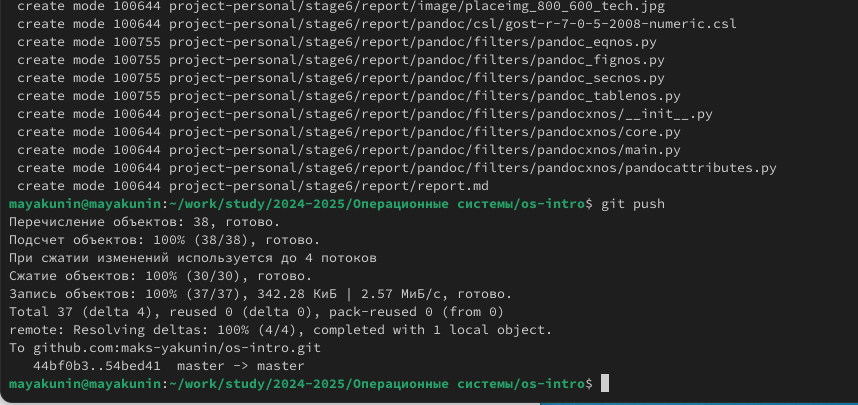 create mode 100644 project-personal/stage6/report/image/placeimg_800_600_tech.jpg
create mode 100644 project-personal/stage6/report/pandoc/csl/gost-r-7-0-5-2008-numeric.csl
create mode 100755 project-personal/stage6/report/pandoc/filters/pandoc_eqnos.py
create mode 100755 project-personal/stage6/report/pandoc/filters/pandoc_fignos.py
create mode 100755 project-personal/stage6/report/pandoc/filters/pandoc_secnos.py
create mode 100755 project-personal/stage6/report/pandoc/filters/pandoc_tablenos.py
create mode 100644 project-personal/stage6/report/pandoc/filters/pandocxnos/__init__.py
create mode 100644 project-personal/stage6/report/pandoc/filters/pandocxnos/core.py
create mode 100644 project-personal/stage6/report/pandoc/filters/pandocxnos/main.py
create mode 100644 project-personal/stage6/report/pandoc/filters/pandocxnos/pandocattributes.py
create mode 100644 project-personal/stage6/report/report.md
mayakunin@mayakunin:~/work/study/2024-2025/Операционные системы/os-intro$ git push
Перечисление объектов: 38, готово.
Подсчет объектов: 100% (38/38), готово.
При сжатии изменений используется до 4 потоков
Сжатие объектов: 100% (30/30), готово.
Запись объектов: 100% (37/37), 342.28 КиБ | 2.57 МиБ/с, готово.
Total 37 (delta 4), reused 0 (delta 0), pack-reused 0 (from 0)
remote: Resolving deltas: 100% (4/4), completed with 1 local object.
To github.com:maks-yakunin/os-intro.git
44bf0b3..54bed41  master -> master
mayakunin@mayakunin:~/work/study/2024-2025/Операционные системы/os-intro$